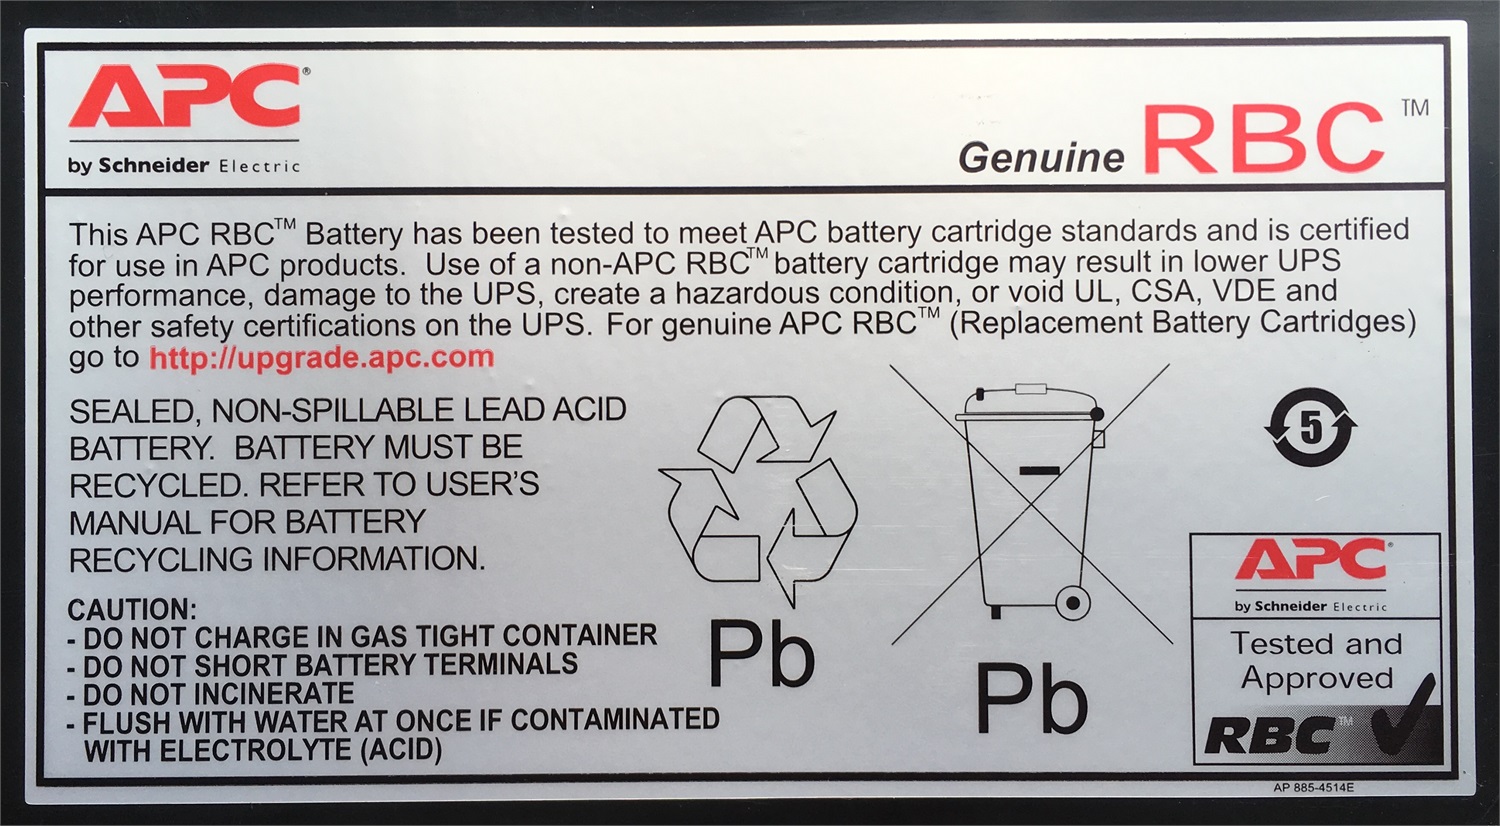 APC®
by Schneider Electric
Genuine RBC™
This APC RBC™ Battery has been tested to meet APC battery cartridge standards and is certified
for use in APC products.  Use of a non-APC RBC™ battery cartridge may result in lower UPS
performance, damage to the UPS, create a hazardous condition, or void UL, CSA, VDE and
other safety certifications on the UPS.  For genuine APC RBC™ (Replacement Battery Cartridges)
go to http://upgrade.apc.com
SEALED, NON-SPILLABLE LEAD ACID
BATTERY.  BATTERY MUST BE
RECYCLED. REFER TO USER'S
MANUAL FOR BATTERY
RECYCLING INFORMATION.
CAUTION:
- DO NOT CHARGE IN GAS TIGHT CONTAINER
- DO NOT SHORT BATTERY TERMINALS
- DO NOT INCINERATE
- FLUSH WITH WATER AT ONCE IF CONTAMINATED
WITH ELECTROLYTE (ACID)
Pb
Pb
5
APC®
by Schneider Electric
Tested and
Approved
RBC™
AP 885-4514E